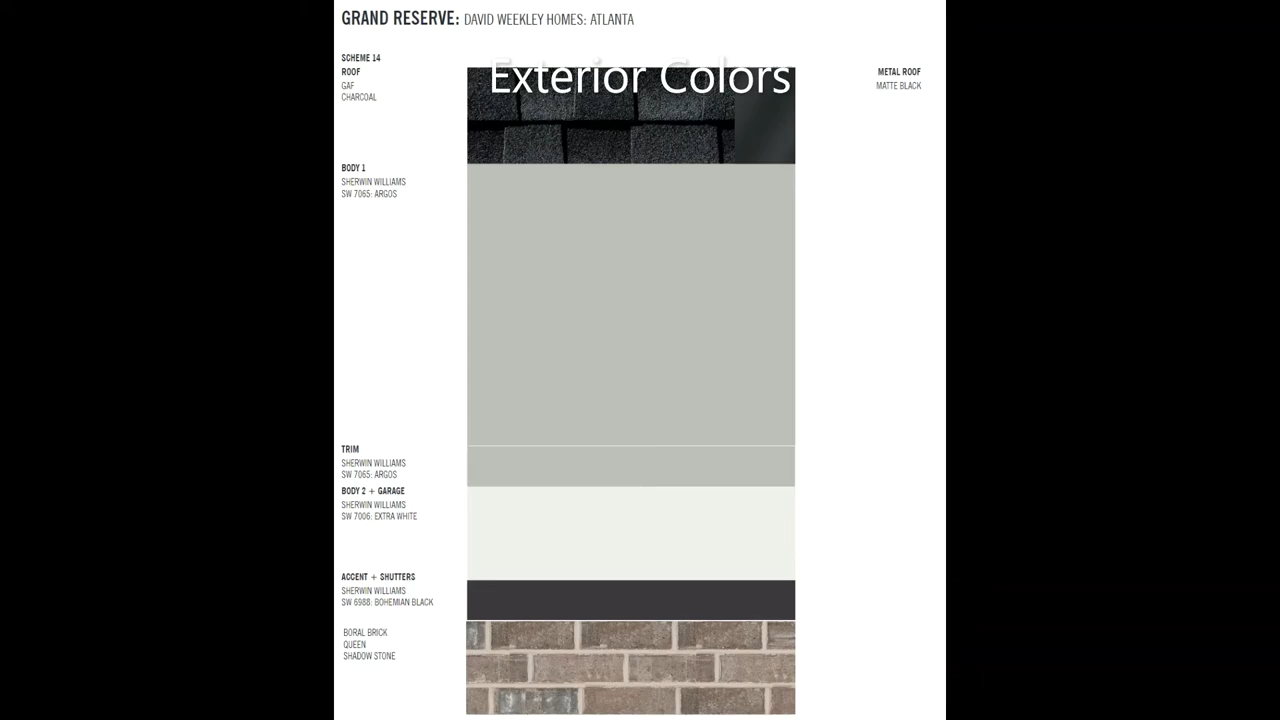 GRAND RESERVE: DAVID WEEKLEY HOMES: ATLANTA
SCHEME 14
ROOF
GAF
CHARCOAL
Exterior Colors
METAL ROOF
MATTE BLACK
BODY 1
SHERWIN WILLIAMS
SW 7065: ARGOS
TRIM
SHERWIN WILLIAMS
SW 7065: ARGOS
BODY 2 + GARAGE
SHERWIN WILLIAMS
SW 7006: EXTRA WHITE
ACCENT + SHUTTERS
SHERWIN WILLIAMS
SW 6988: BOHEMIAN BLACK
BORAL BRICK
QUEEN
SHADOW STONE